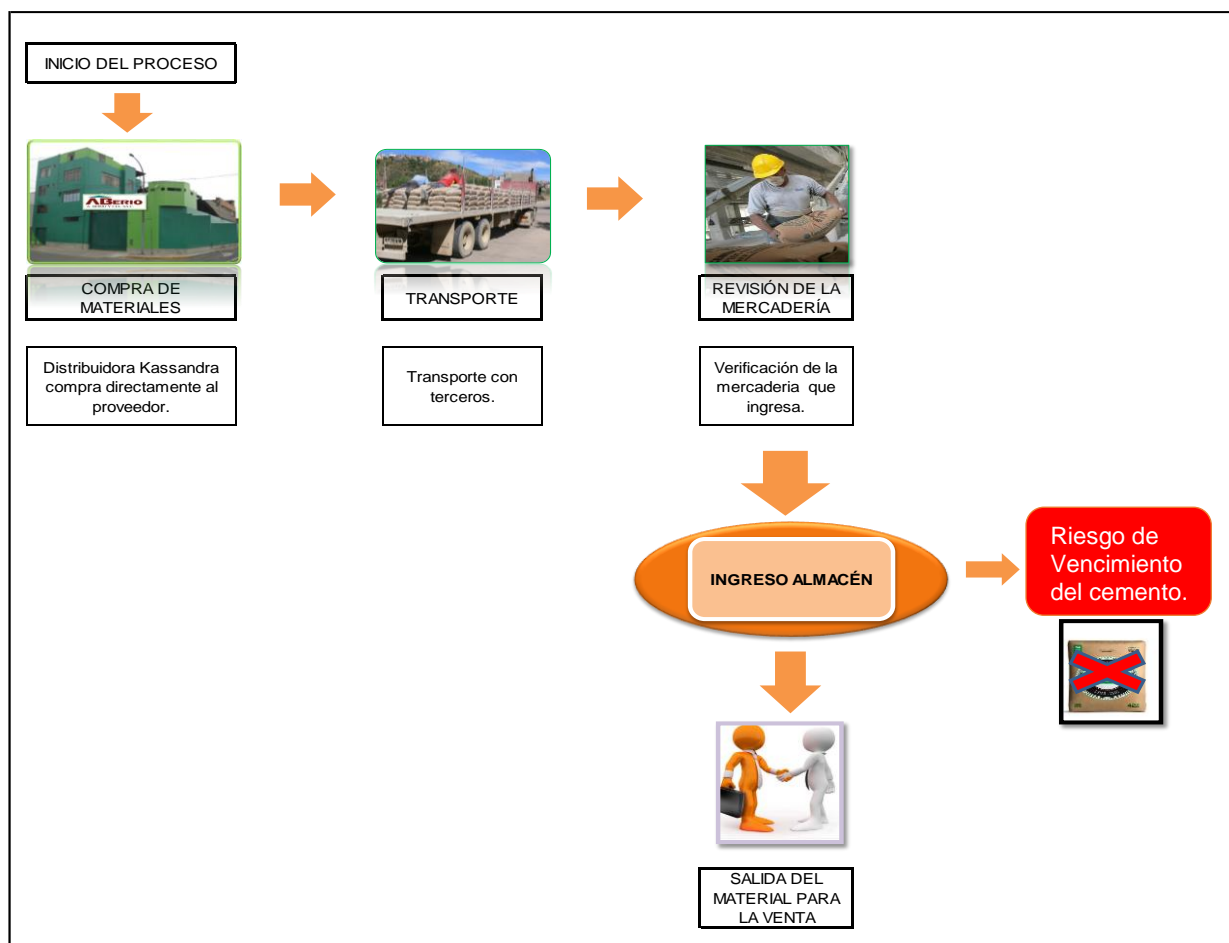 INICIO DEL PROCESO
ABERIO
COMPRA DE
MATERIALES
TRANSPORTE
REVISIÓN DE LA
MERCADERÍA
Distribuidora Kassandra
compra directamente al
proveedor.
Transporte con
terceros.
Verificación de la
mercaderia que
ingresa.
INGRESO ALMACÉN
Riesgo de
Vencimiento
del cemento.
SALIDA DEL
MATERIAL PARA
LA VENTA